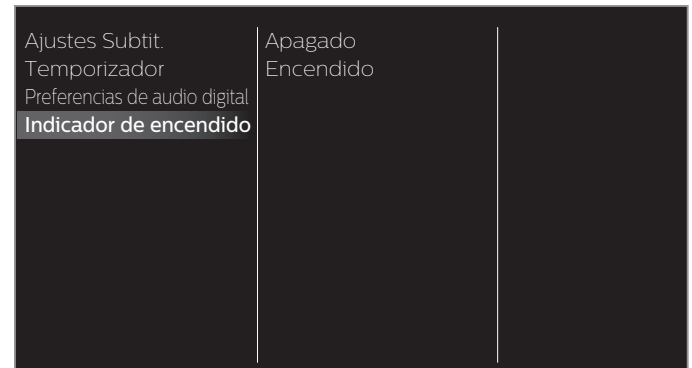 Ajustes Subtit.
Temporizador
Preferencias de audio digital
Indicador de encendido
Apagado
Encendido